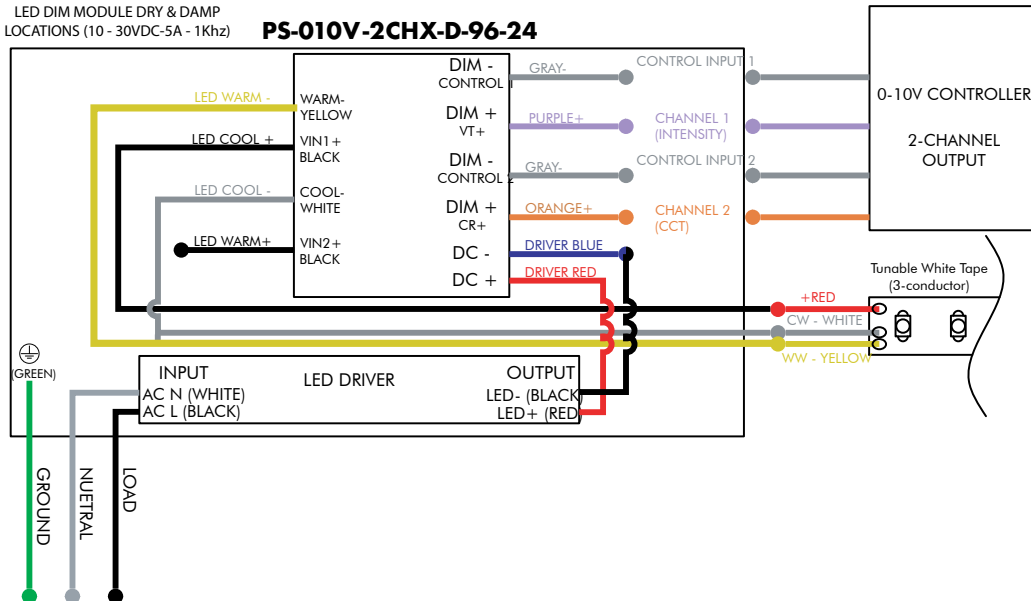 LED DIM MODULE DRY & DAMP
LOCATIONS (10 - 30VDC-5A - 1Khz)
PS-010V-2CHX-D-96-24
LED WARM -
WARM-
YELLOW
LED COOL +
VIN1+
BLACK
LED COOL -
COOL-
WHITE
LED WARM+
VIN2+
BLACK
DIM -
CONTROL 1
GRAY-
CONTROL INPUT 1
DIM +
VT+
PURPLE+
CHANNEL 1
(INTENSITY)
DIM -
CONTROL 2
GRAY-
CONTROL INPUT 2
DIM +
CR+
ORANGE+
CHANNEL 2
(CCT)
DC -
DRIVER BLUE
DC +
DRIVER RED
0-10V CONTROLLER
2-CHANNEL
OUTPUT
Tunable White Tape
(3-conductor)
+RED
CW - WHITE
WW - YELLOW
(GREEN)
INPUT
AC N (WHITE)
AC L (BLACK)
LED DRIVER
OUTPUT
LED- (BLACK)
LED+ (RED)
GROUND
NUETRAL
LOAD